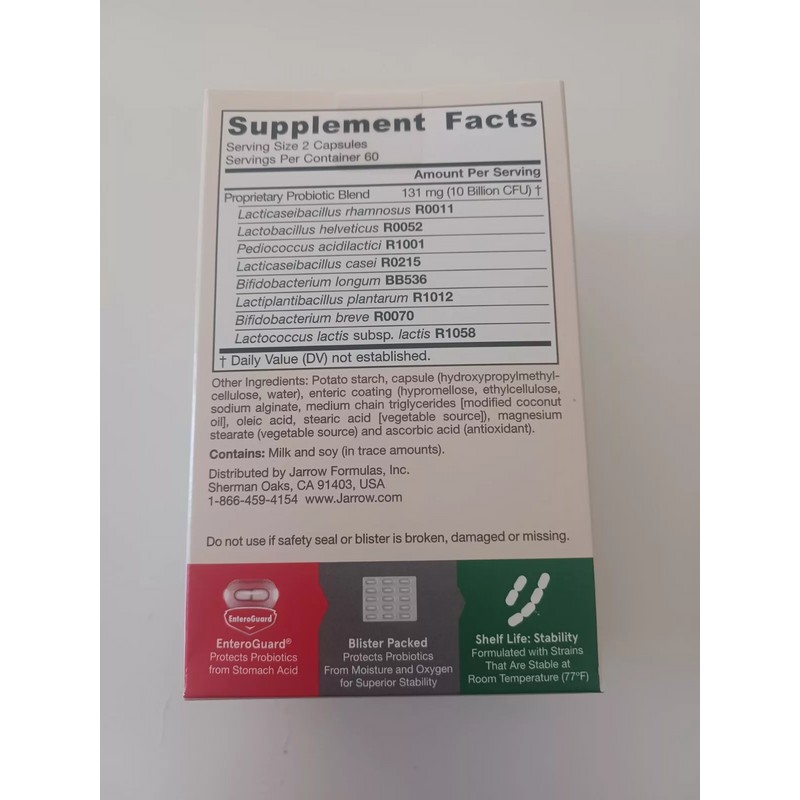 Supplement Facts
Serving Size 2 Capsules
Servings Per Container 60
Amount Per Serving
Proprietary Probiotic Blend 131 mg (10 Billion CFU) †
Lacticaseibacillus rhamnosus R0011
Lactobacillus helveticus R0052
Pediococcus acidilactici R1001
Lacticaseibacillus casei R0215
Bifidobacterium longum BB536
Lactiplantibacillus plantarum R1012
Bifidobacterium breve R0070
Lactococcus lactis subsp. lactis R1058
† Daily Value (DV) not established.
Other Ingredients: Potato starch, capsule (hydroxypropylmethyl-
cellulose, water), enteric coating (hypromellose, ethylcellulose,
sodium alginate, medium chain triglycerides [modified coconut
oil], oleic acid, stearic acid [vegetable source]), magnesium
stearate (vegetable source) and ascorbic acid (antioxidant).
Contains: Milk and soy (in trace amounts).
Distributed by Jarrow Formulas, Inc.
Sherman Oaks, CA 91403, USA
1-866-459-4154 www.Jarrow.com
Do not use if safety seal or blister is broken, damaged or missing.
EnteroGuard
EnteroGuard®
Protects Probiotics
from Stomach Acid
Blister Packed
Protects Probiotics
From Moisture and Oxygen
for Superior Stability
Shelf Life: Stability
Formulated with Strains
That Are Stable at
Room Temperature (77°F)